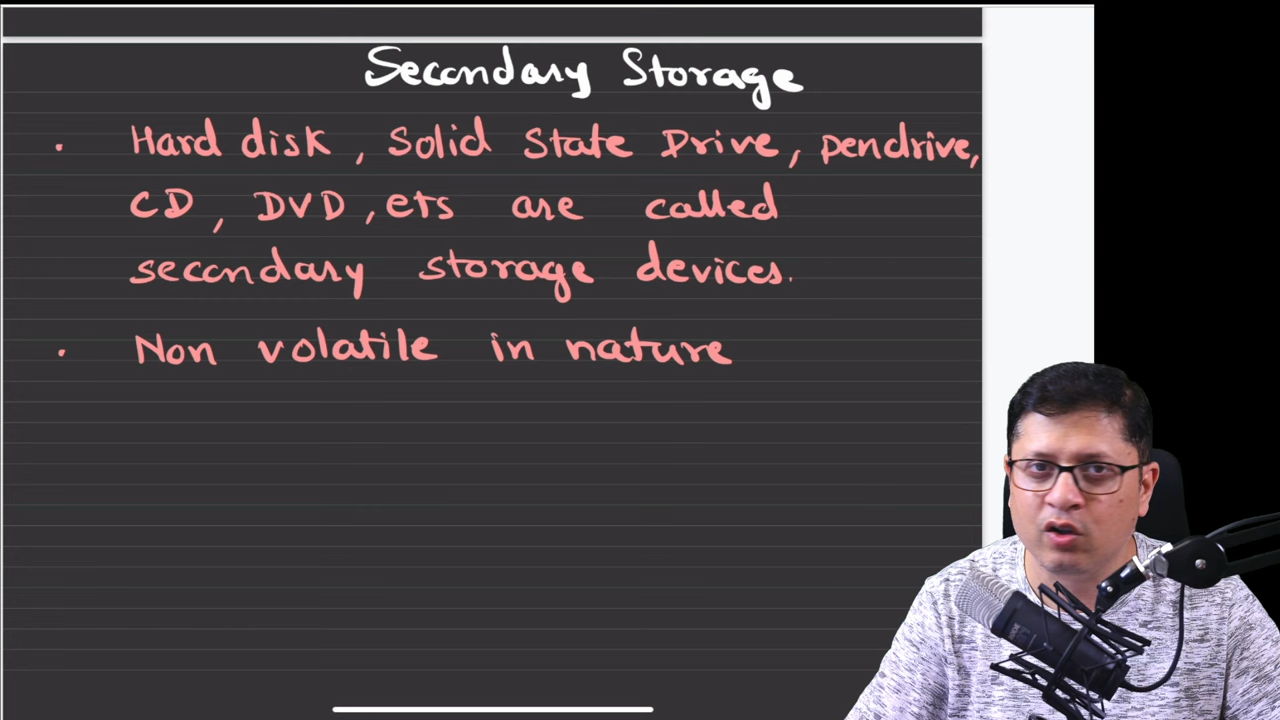 Secondary Storage
. Hard disk, Solid State Drive, pendrive,
CD, DVD, ets are called
secondary storage devices.
. Non volatile in nature